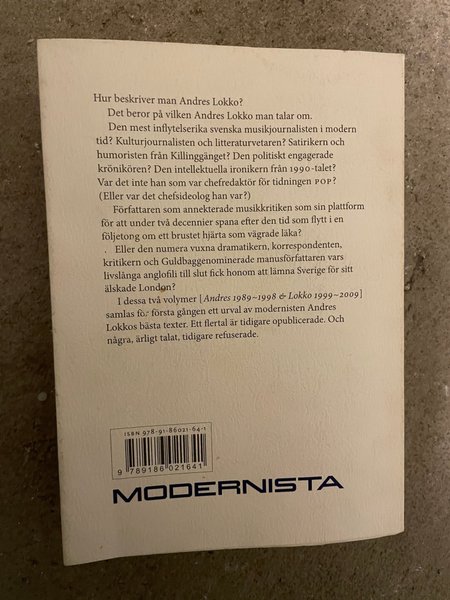 Hur beskriver man Andres Lokko?
Det beror på vilken Andres Lokko man talar om.
Den mest inflytelserika svenska musikjournalisten i modern
tid? Kulturjournalisten och litteraturvetaren? Satirikern och
humoristen från Killinggänget? Den politiskt engagerade
krönikören? Den intellektuella ironikern från 1990-talet?
Var det inte han som var chefredaktör för tidningen POP?
(Eller var det chefsideolog han var?)
Författaren som annekterade musikkritiken som sin plattform
för att under två decennier spana efter den tid som flytt i en
följetong om ett brustet hjärta som vägrade läka?
Eller den numera vuxna dramatikern, korrespondenten,
kritikern och Guldbaggenominerade manusförfattaren vars
livslånga anglofili till slut fick honom att lämna Sverige för sitt
älskade London?
I dessa två volymer [Andres 1989~1998 & Lokko 1999~2009]
samlas för första gången ett urval av modernisten Andres
Lokkos bästa texter. Ett flertal är tidigare opublicerade. Och
några, ärligt talat, tidigare refuserade.
ISBN 978-91-86021-64-1
9 789186 021641
MODERNISTA